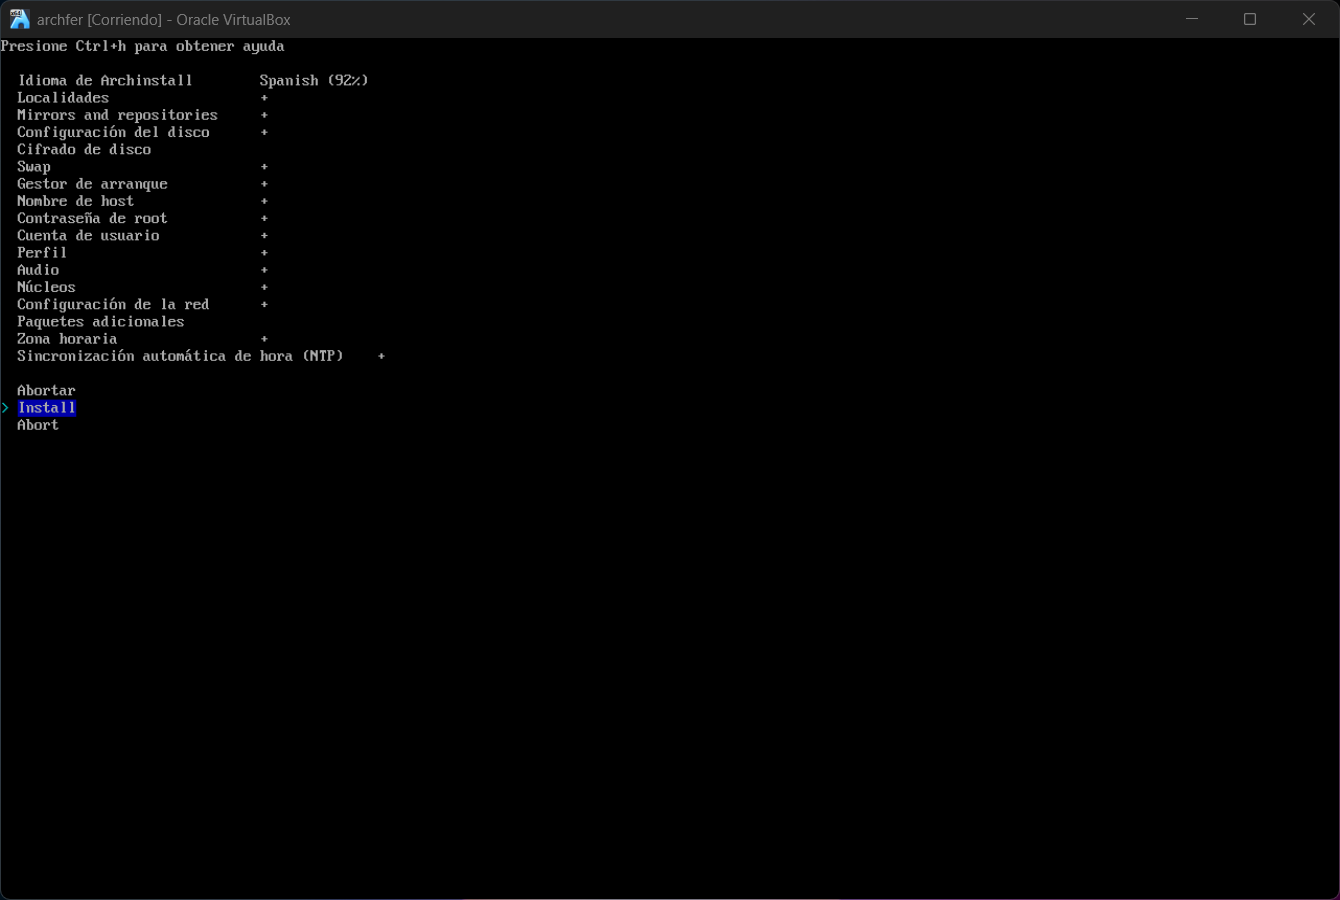 archfer [Corriendo] - Oracle VirtualBox
Presione Ctrl+h para obtener ayuda
Idioma de Archinstall Spanish (92%)
Localidades +
Mirrors and repositories +
Configuración del disco +
Cifrado de disco
Swap +
Gestor de arranque +
Nombre de host +
Contraseña de root +
Cuenta de usuario +
Perfil +
Audio +
Núcleos +
Configuración de la red +
Paquetes adicionales
Zona horaria +
Sincronización automática de hora (NTP) +
Abortar
> Install
Abort